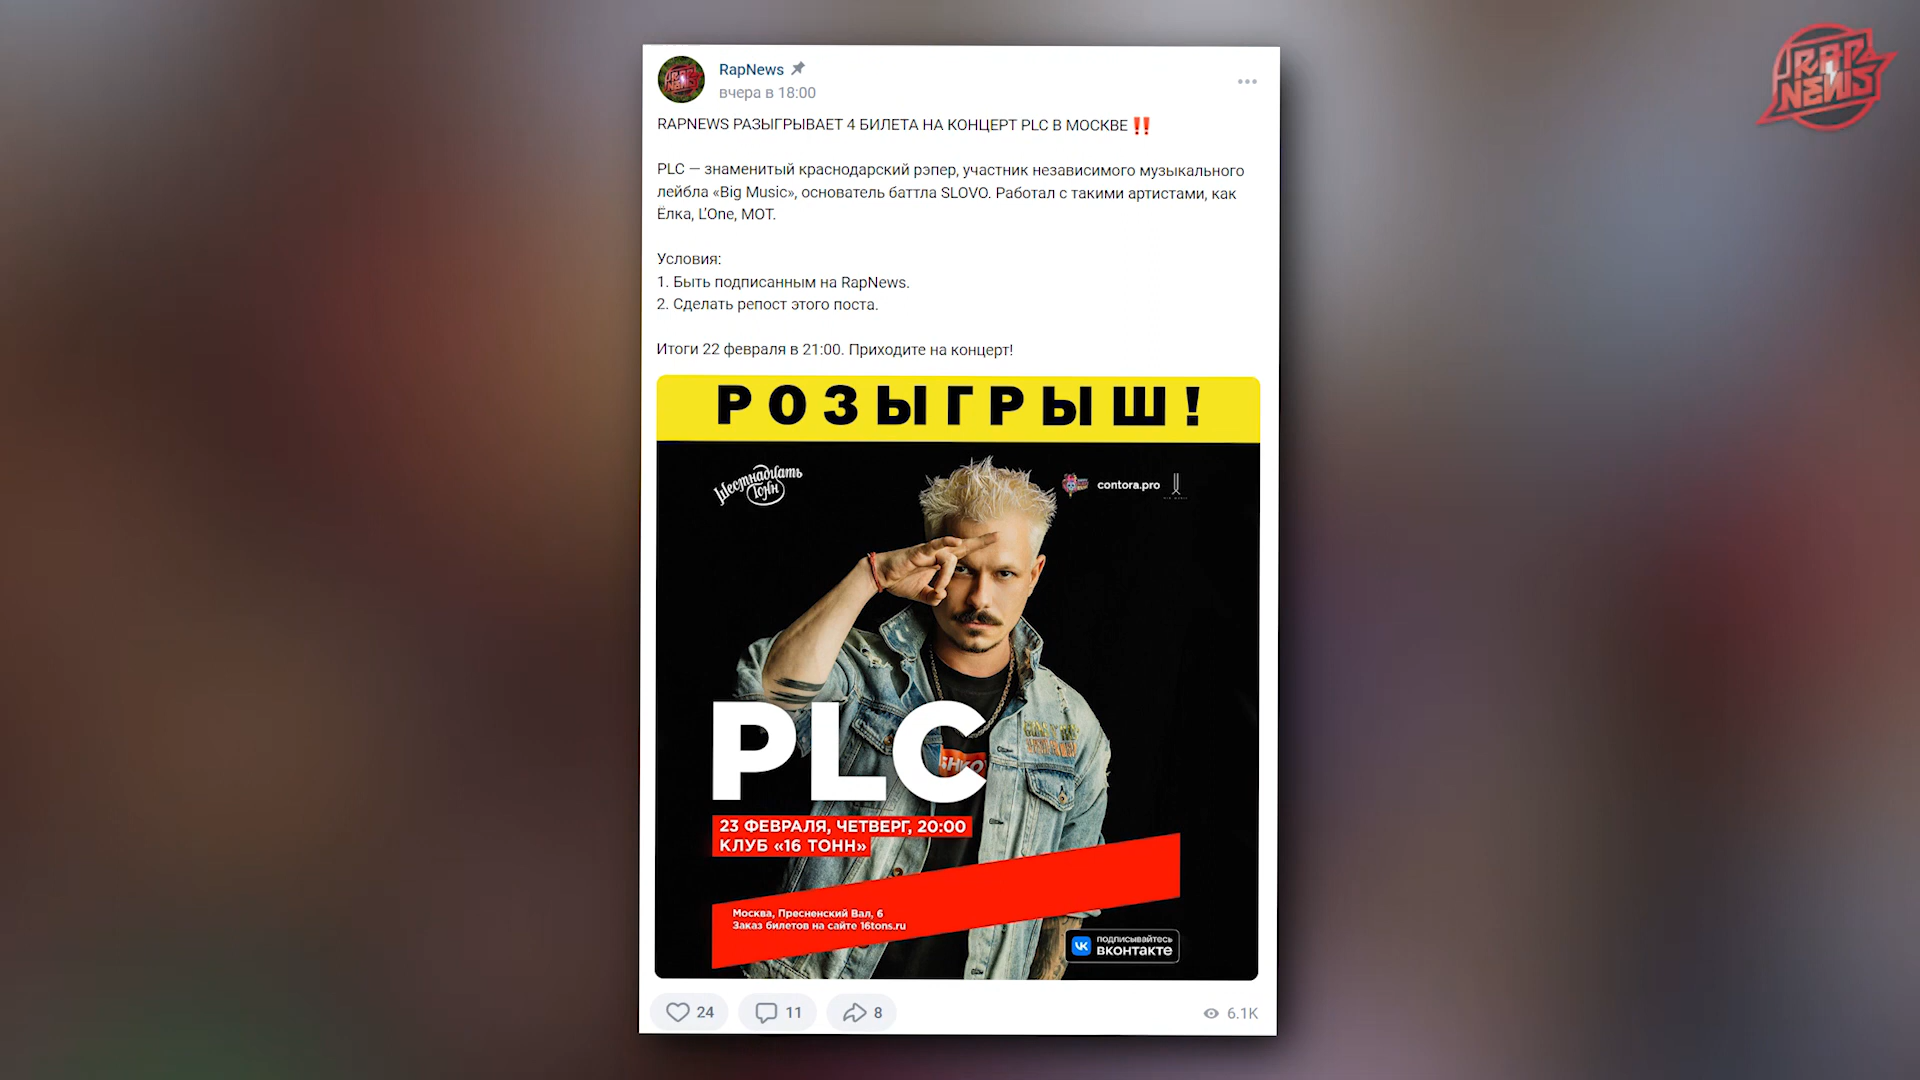 RAP NEWS
RAP NEWS
RapNews
вчера в 18:00
RAPNEWS РАЗЫГРЫВАЕТ 4 БИЛЕТА НА КОНЦЕРТ PLC В МОСКВЕ ‼️
PLC — знаменитый краснодарский рэпер, участник независимого музыкального
лейбла «Big Music», основатель баттла SLOVO. Работал с такими артистами, как
Ёлка, L'One, МОТ.
Условия:
1. Быть подписанным на RapNews.
2. Сделать репост этого поста.
Итоги 22 февраля в 21:00. Приходите на концерт!
РОЗЫГРЫШ!
Шестнадцать
Тонн
contora.pro
PLC
23 ФЕВРАЛЯ, ЧЕТВЕРГ, 20:00
КЛУБ «16 ТОНН»
Москва, Пресненский Вал, 6
Заказ билетов на сайте 16tons.ru
подписывайтесь
вконтакте
24
11
8
6.1K